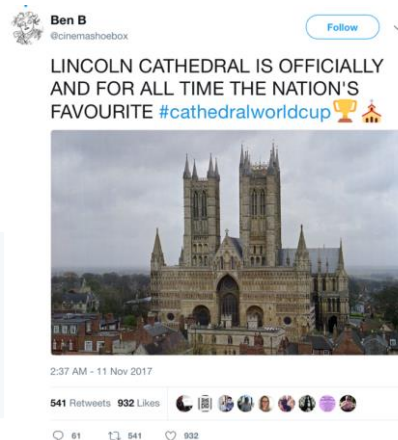 Ben B
@cinemashoebox
Follow
LINCOLN CATHEDRAL IS OFFICIALLY
AND FOR ALL TIME THE NATION'S
FAVOURITE #cathedralworldcup🏆⛪
2:37 AM - 11 Nov 2017
541 Retweets 932 Likes
61 541 932